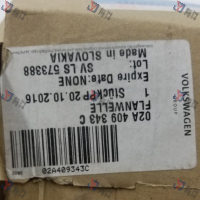 VOLKSWAGEN
GROUP
02A 409 343 C
FLANWELLE
1 Stück PP 20.10.2016
Expire Date: NONE
SV LS 573388
Lot:
Made in SLOVAKIA
02A409343C